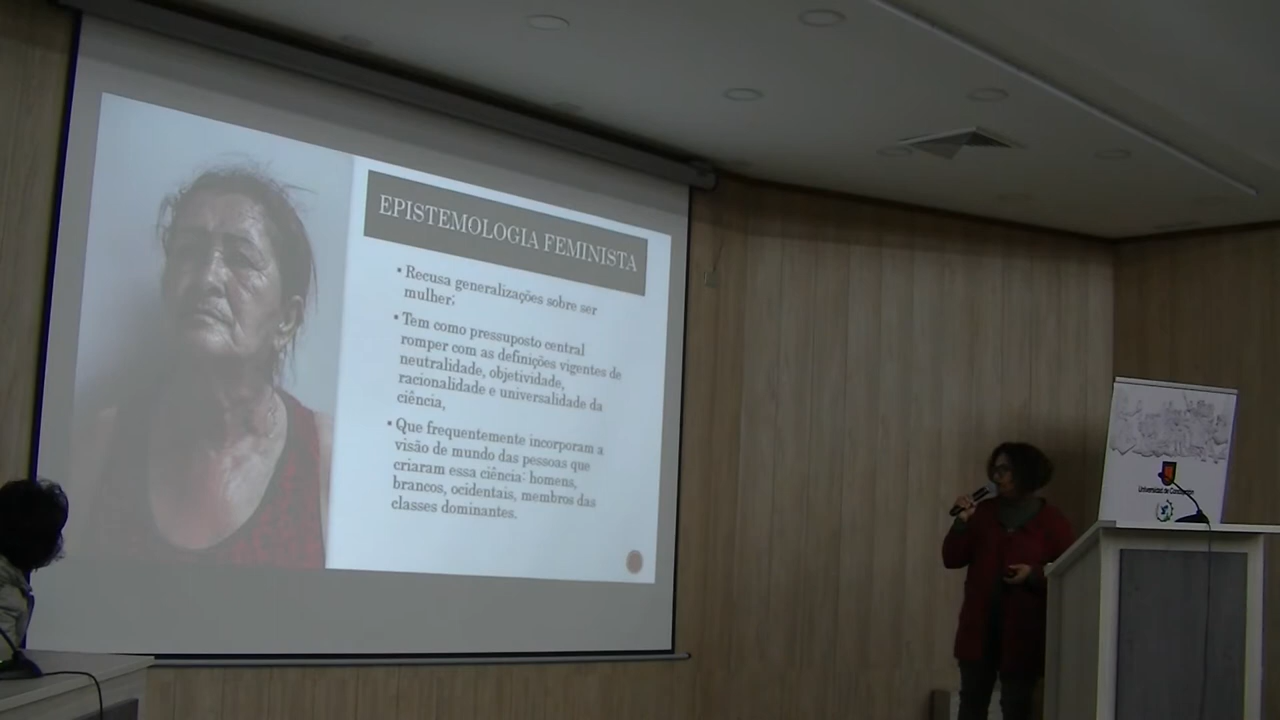 EPISTEMOLOGIA FEMINISTA
• Recusa generalizações sobre ser
mulher;
• Tem como pressuposto central
romper com as definições vigentes de
neutralidade, objetividade,
racionalidade e universalidade da
ciência,
• Que frequentemente incorporam a
visão de mundo das pessoas que
criaram essa ciência: homens,
brancos, ocidentais, membros das
classes dominantes.
Universidad de